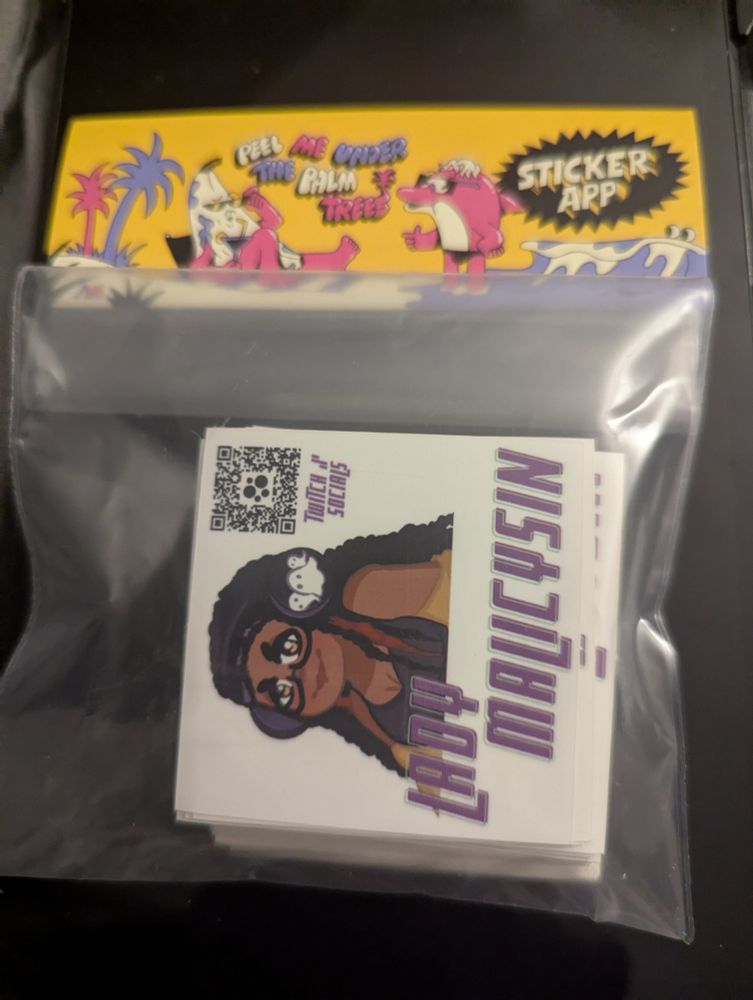 PEEL ME UNDER
THE PALM
TREES
STICKER
APP
TWITCH n'
SOCIALS
LADY
MALICYSIN